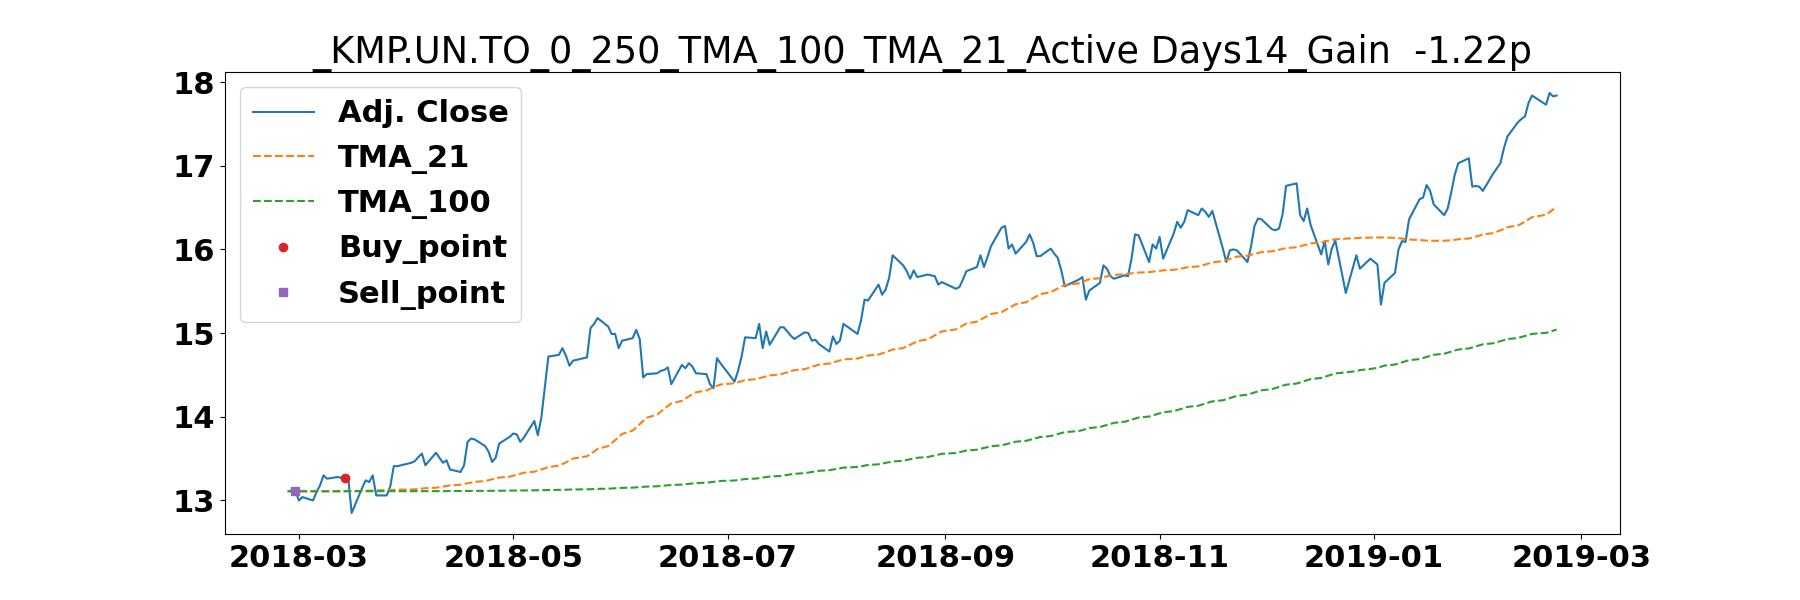 _KMP.UN.TO_0_250_TMA_100_TMA_21_Active Days14_Gain  -1.22p
18
17
16
15
14
13
Adj. Close
TMA_21
TMA_100
Buy_point
Sell_point
2018-03 2018-05 2018-07 2018-09 2018-11 2019-01 2019-03